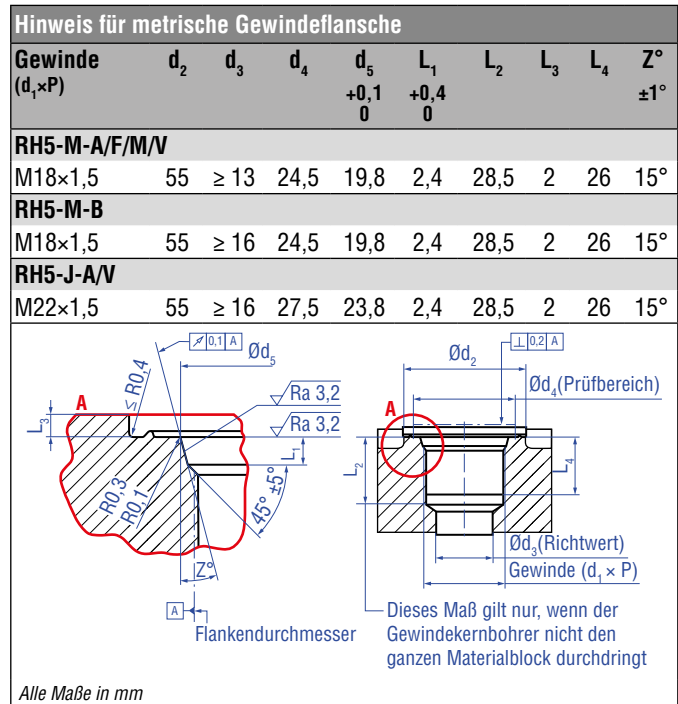 Hinweis für metrische Gewindeflansche
Gewinde (d₁×P) d₂ d₃ d₄ d₅ +0,1 0 L₁ +0,4 0 L₂ L₃ L₄ Z° ±1°
RH5-M-A/F/M/V
M18×1,5 55 ≥ 13 24,5 19,8 2,4 28,5 2 26 15°
RH5-M-B
M18×1,5 55 ≥ 16 24,5 19,8 2,4 28,5 2 26 15°
RH5-J-A/V
M22×1,5 55 ≥ 16 27,5 23,8 2,4 28,5 2 26 15°
↗ 0,1 A
Ød₅
≤ R0,4
A
L₃
Ra 3,2
Ra 3,2
L₁
R0,3
R0,1
45° ±5°
Z°
A
Flankendurchmesser
⊥ 0,2 A
Ød₂
Ød₄(Prüfbereich)
A
L₂
L₄
Ød₃(Richtwert)
Gewinde (d₁ × P)
Dieses Maß gilt nur, wenn der
Gewindekernbohrer nicht den
ganzen Materialblock durchdringt
Alle Maße in mm